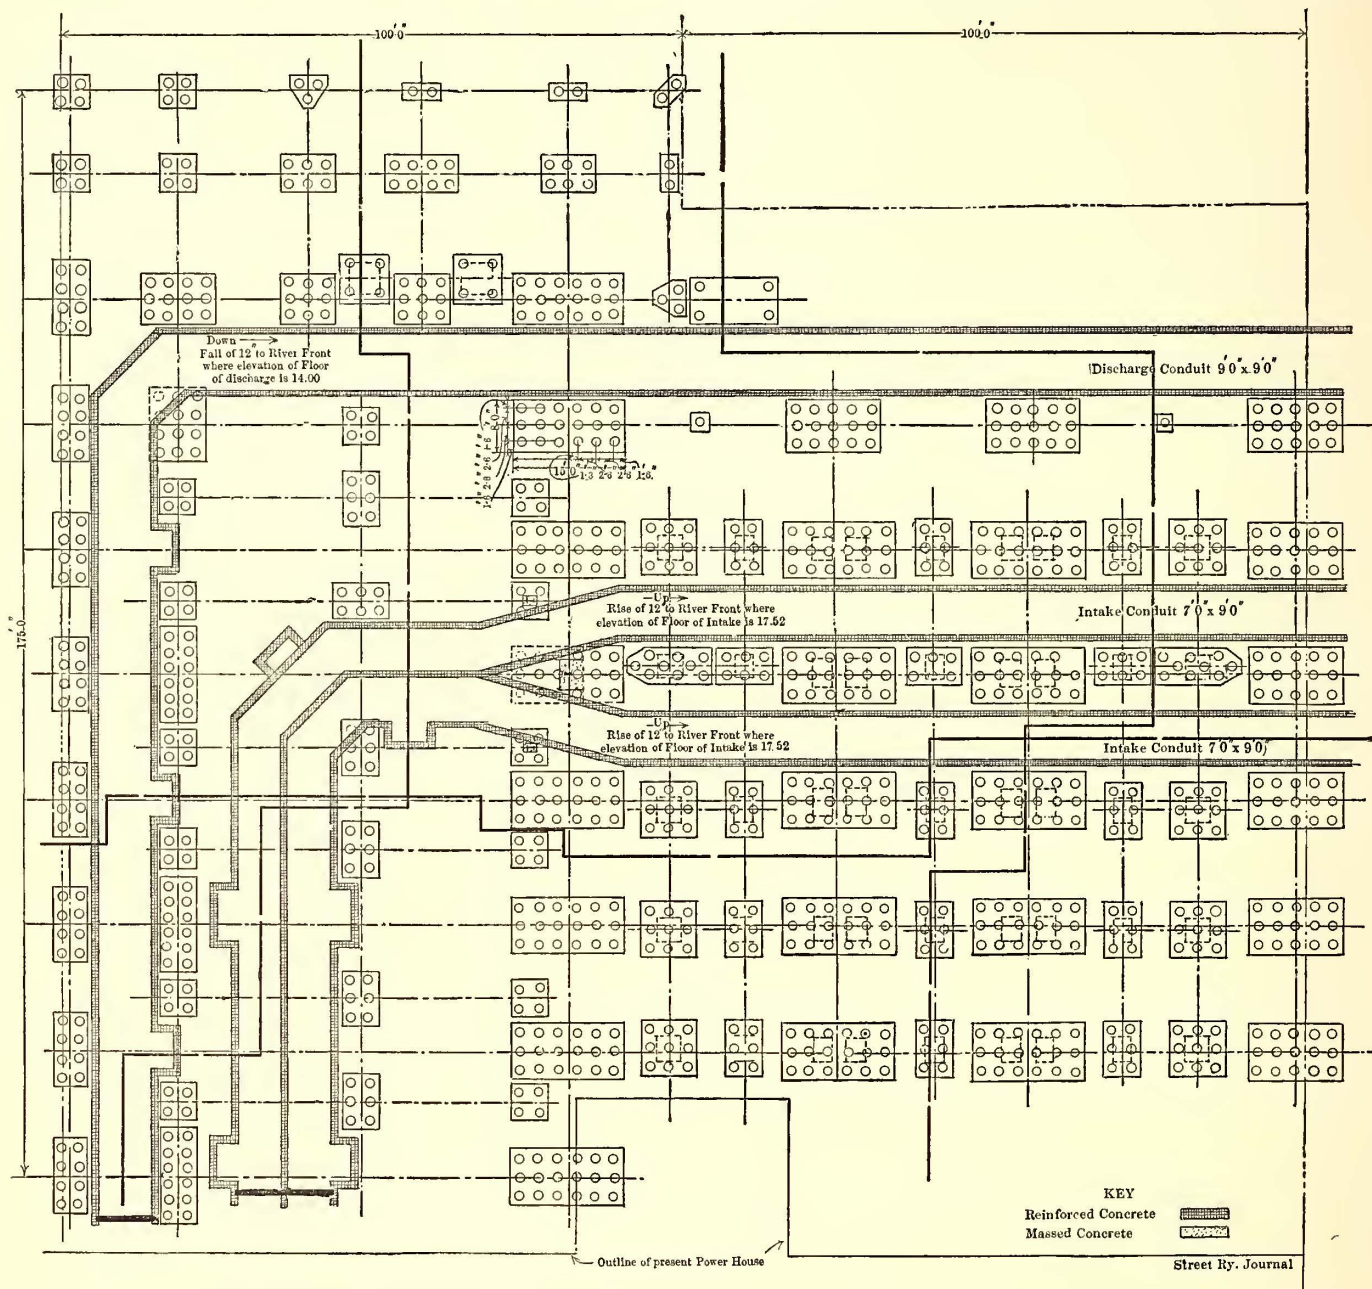 100'0"
100'0"
175'-0"
Down
Fall of 12" to River Front
where elevation of Floor
of discharge is 14.00
Discharge Conduit 9'0" x 9'0"
15'0"
Up
Rise of 12" to River Front where
elevation of Floor of Intake is 17.52
Intake Conduit 7'0" x 9'0"
Up
Rise of 12" to River Front where
elevation of Floor of Intake is 17.52
Intake Conduit 7'0" x 9'0"
KEY
Reinforced Concrete
Massed Concrete
Outline of present Power House
Street Ry. Journal